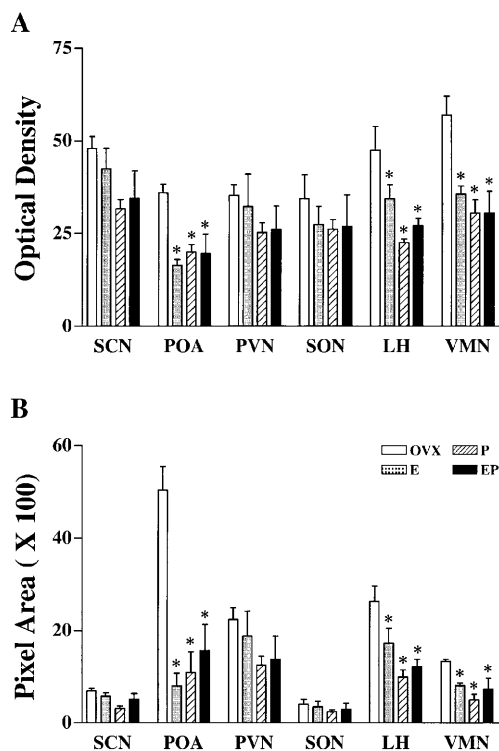 A
Optical Density
75
50
25
0
* * *
* * *
* * *
SCN POA PVN SON LH VMN
B
Pixel Area ( X 100)
60
40
20
0
OVX P
E EP
* * *
* * *
* * *
SCN POA PVN SON LH VMN